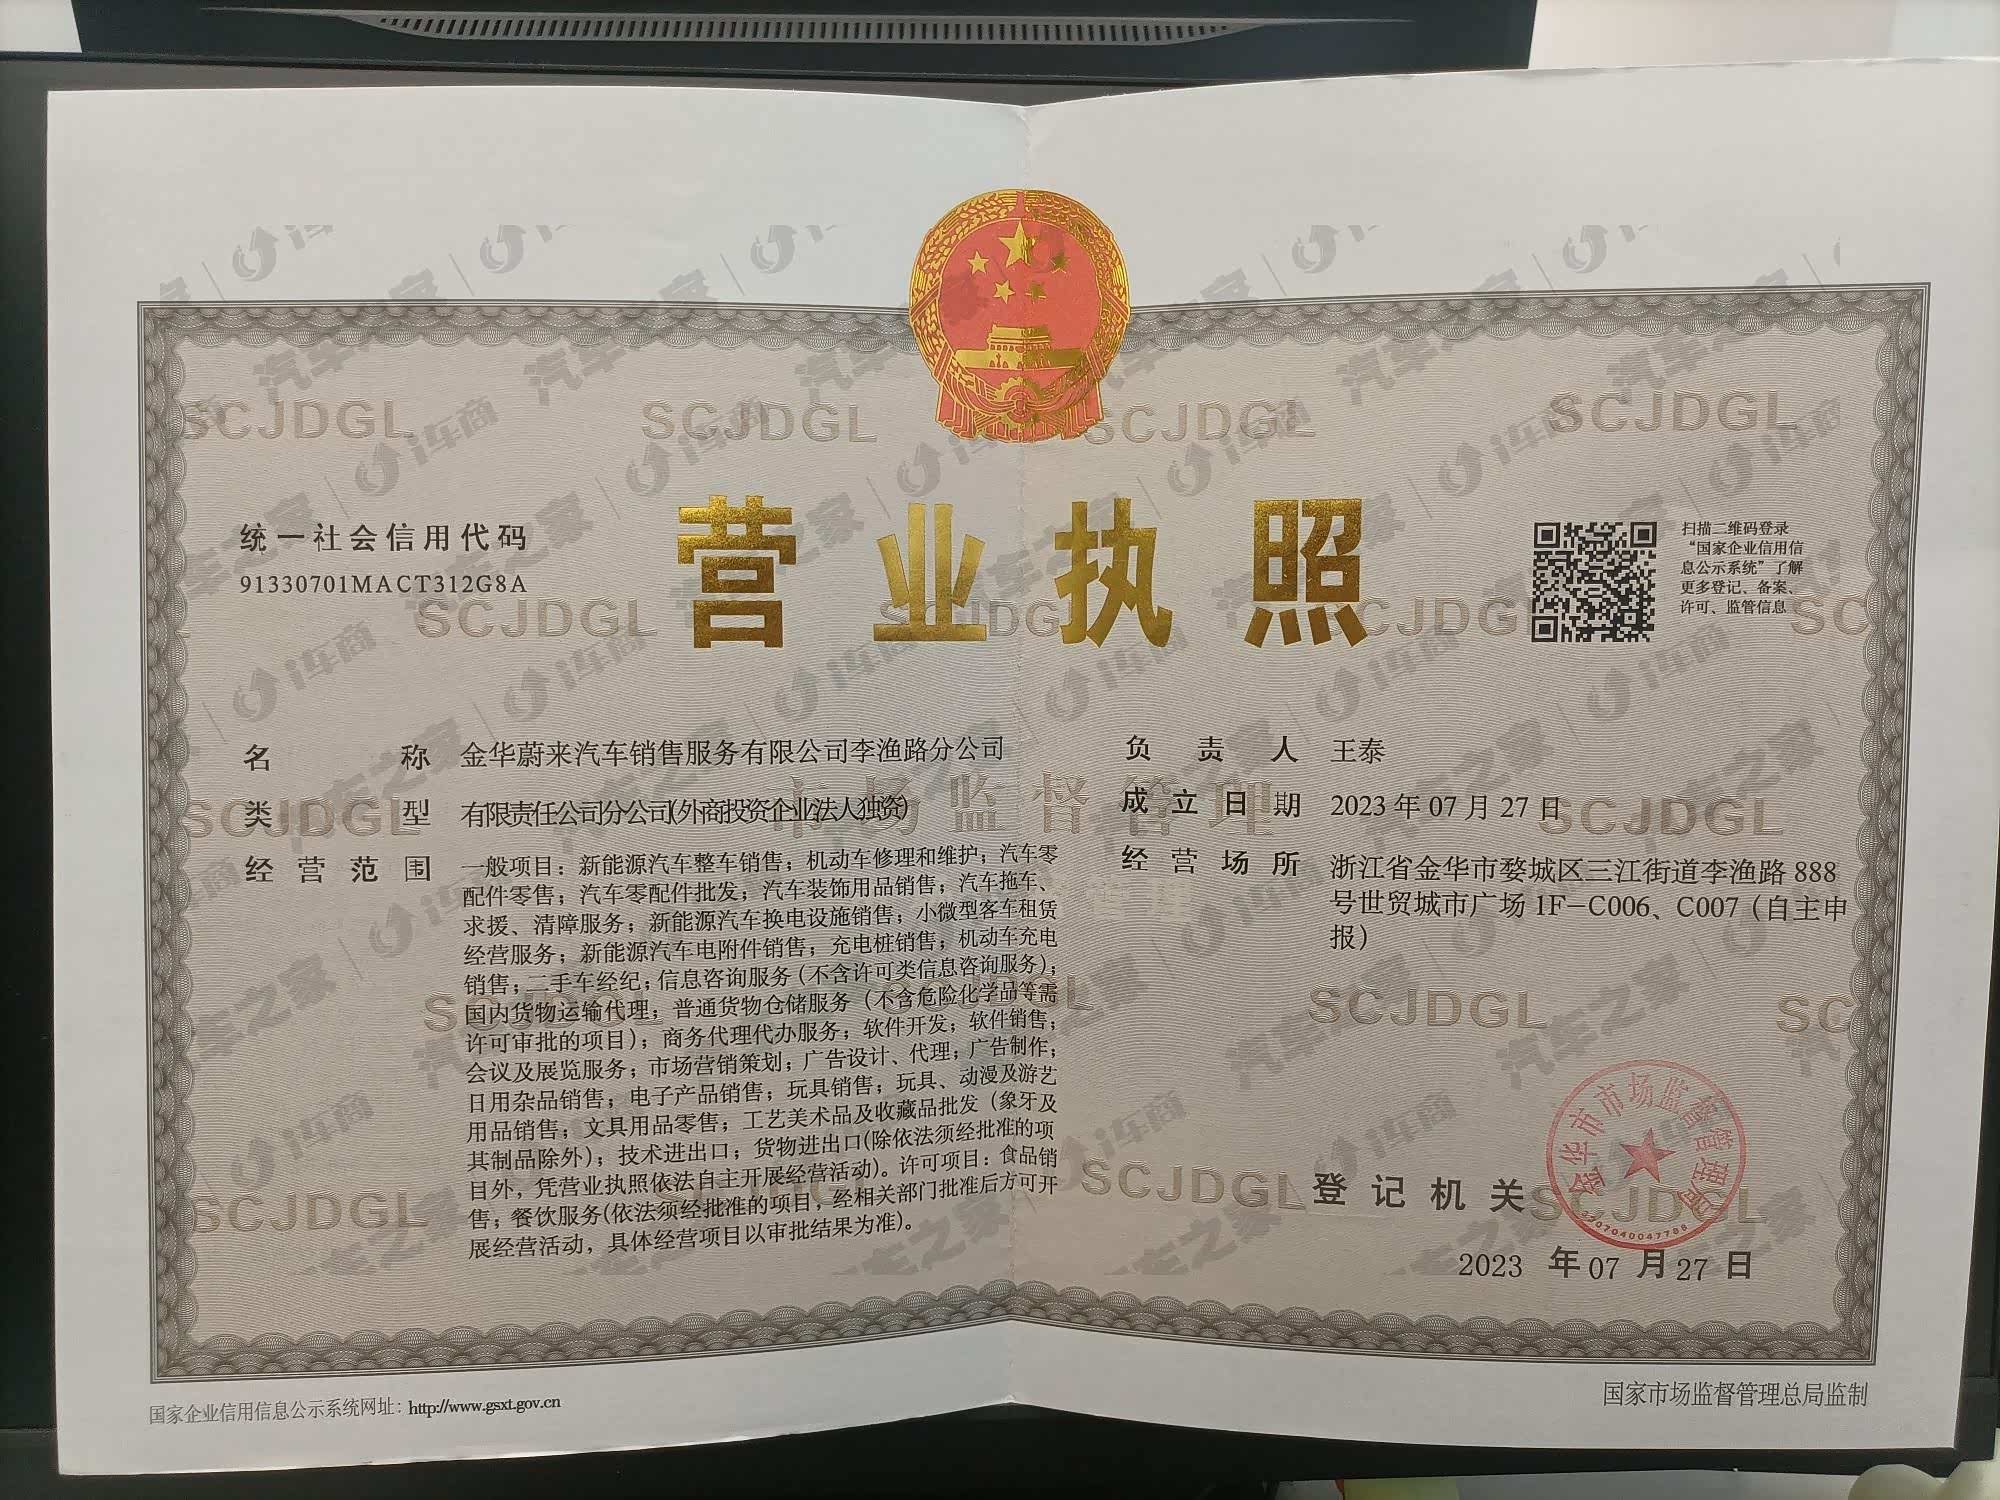 营业执照
统一社会信用代码
91330701MACT312G8A
扫描二维码登录
“国家企业信用信
息公示系统”了解
更多登记、备案、
许可、监管信息
名称 金华蔚来汽车销售服务有限公司李渔路分公司
类型 有限责任公司分公司(外商投资企业法人独资)
经营范围 一般项目：新能源汽车整车销售；机动车修理和维护；汽车零
配件零售；汽车零配件批发；汽车装饰用品销售；汽车拖车、
求援、清障服务；新能源汽车换电设施销售；小微型客车租赁
经营服务；新能源汽车电附件销售；充电桩销售；机动车充电
销售；二手车经纪；信息咨询服务（不含许可类信息咨询服务）；
国内货物运输代理；普通货物仓储服务（不含危险化学品等需
许可审批的项目）；商务代理代办服务；软件开发；软件销售；
会议及展览服务；市场营销策划；广告设计、代理；广告制作；
日用杂品销售；电子产品销售；玩具销售；玩具、动漫及游艺
用品销售；文具用品零售；工艺美术品及收藏品批发（象牙及
其制品除外）；技术进出口；货物进出口(除依法须经批准的项
目外，凭营业执照依法自主开展经营活动)。许可项目：食品销
售；餐饮服务(依法须经批准的项目，经相关部门批准后方可开
展经营活动，具体经营项目以审批结果为准)。
负责人 王泰
成立日期 2023年07月27日
经营场所 浙江省金华市婺城区三江街道李渔路888
号世贸城市广场1F-C006、C007（自主申
报）
登记机关
金华市市场监督管理局
3307040047788
2023年07月27日
国家企业信用信息公示系统网址：http://www.gsxt.gov.cn
国家市场监督管理总局监制
SCJDGL
市场监督管理
汽车之家 | i车商